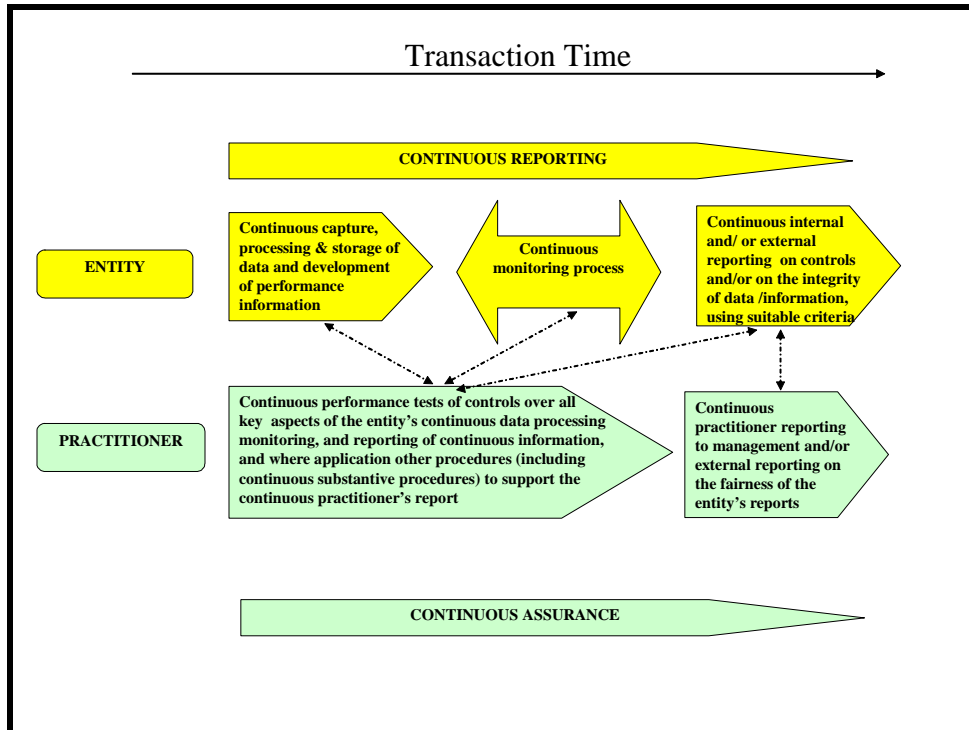 Transaction Time
CONTINUOUS REPORTING
ENTITY
Continuous capture,
processing & storage of
data and development
of performance
information
Continuous
monitoring process
Continuous internal
and/ or external
reporting on controls
and/or on the integrity
of data /information,
using suitable criteria
PRACTITIONER
Continuous performance tests of controls over all
key aspects of the entity’s continuous data processing
monitoring, and reporting of continuous information,
and where application other procedures (including
continuous substantive procedures) to support the
continuous practitioner’s report
Continuous
practitioner reporting
to management and/or
external reporting on
the fairness of the
entity’s reports
CONTINUOUS ASSURANCE